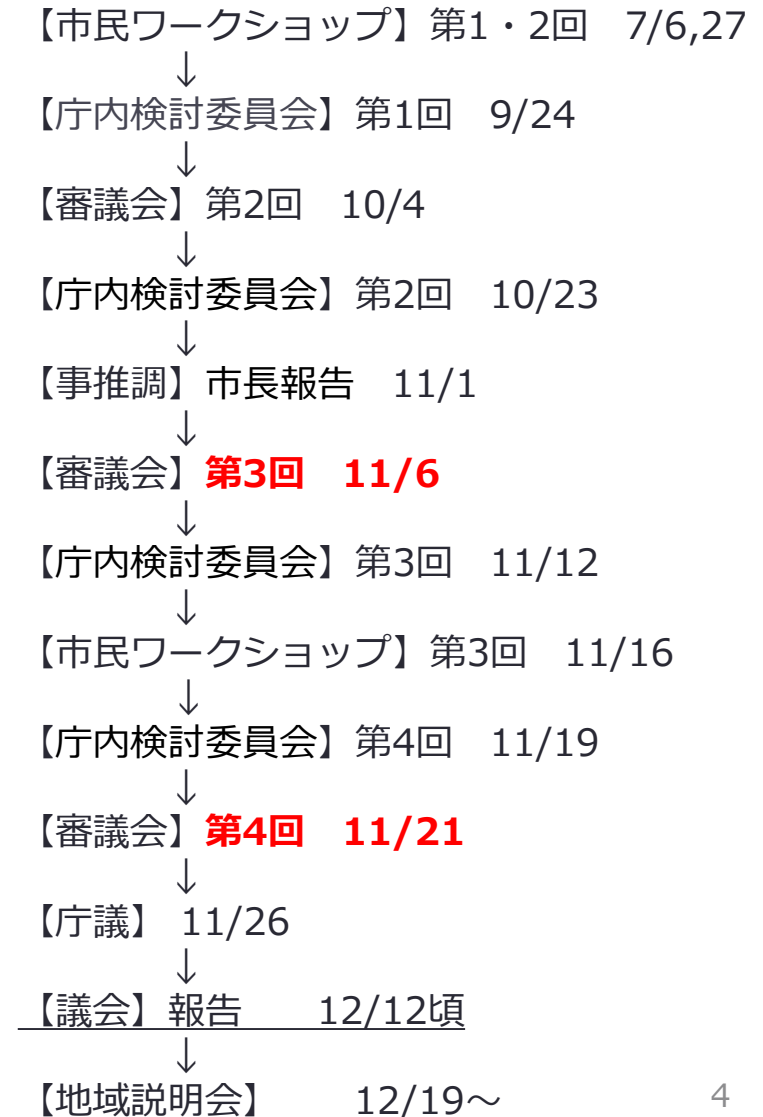 【市民ワークショップ】第1・2回　7/6,27
↓
【庁内検討委員会】第1回　9/24
↓
【審議会】第2回　10/4
↓
【庁内検討委員会】第2回　10/23
↓
【事推調】市長報告　11/1
↓
【審議会】第3回　11/6
↓
【庁内検討委員会】第3回　11/12
↓
【市民ワークショップ】第3回　11/16
↓
【庁内検討委員会】第4回　11/19
↓
【審議会】第4回　11/21
↓
【庁議】 11/26
↓
【議会】報告　　12/12頃
↓
【地域説明会】　　12/19～
4